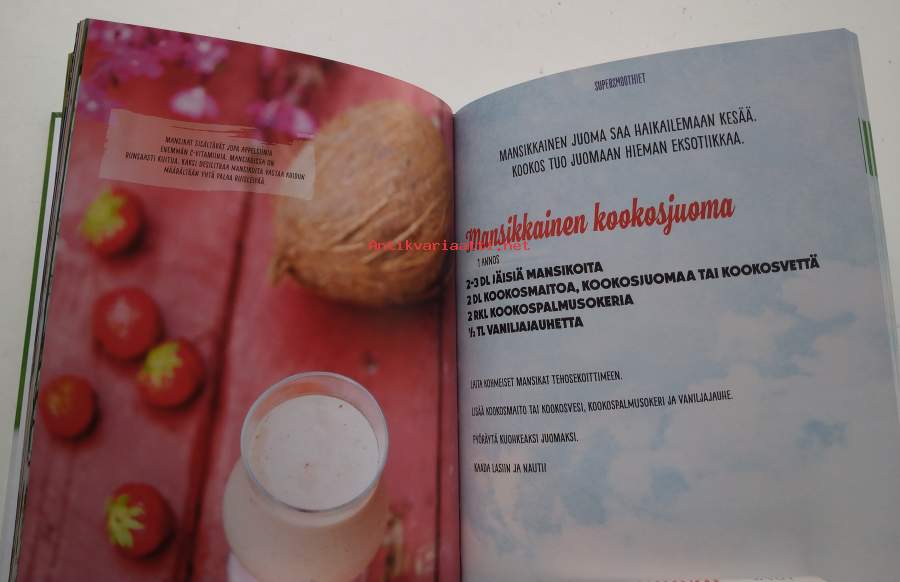 MANSIKAT SISÄLTÄVÄT JOPA APPELSIINIA
ENEMMÄN C-VITAMIINIA. MANSIKOISSA ON
RUNSAASTI KUITUA. KAKSI DESILITRAA MANSIKOITA VASTAA KUIDUN
MÄÄRÄLTÄÄN YHTÄ PALAA RUISLEIPÄÄ
SUPERSMOOTHIET
MANSIKKAINEN JUOMA SAA HAIKAILEMAAN KESÄÄ.
KOOKOS TUO JUOMAAN HIEMAN EKSOTIIKKAA.
Mansikkainen kookosjuoma
Antikvariaatti.net
1 ANNOS
2-3 DL JÄISIÄ MANSIKOITA
2 DL KOOKOSMAITOA, KOOKOSJUOMAA TAI KOOKOSVETTÄ
2 RKL KOOKOSPALMUSOKERIA
½ TL VANILJAJAUHETTA
LAITA KOHMEISET MANSIKAT TEHOSEKOITTIMEEN.
LISÄÄ KOOKOSMAITO TAI KOOKOSVESI, KOOKOSPALMUSOKERI JA VANILJAJAUHE.
PYÖRÄYTÄ KUOHKEAKSI JUOMAKSI.
KAADA LASIIN JA NAUTI!